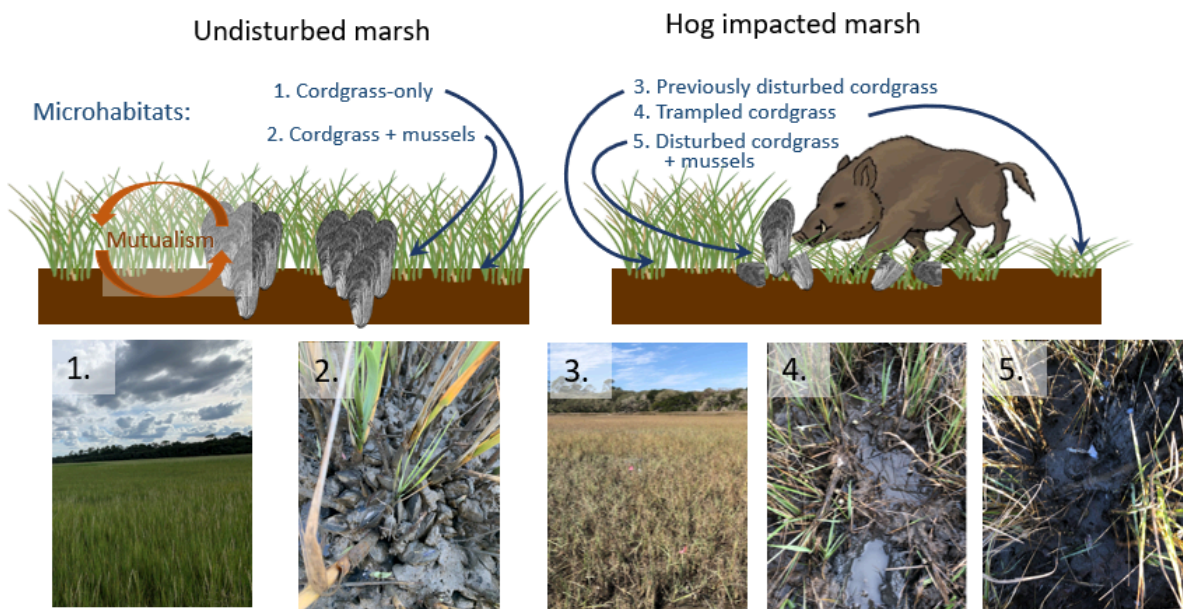 Undisturbed marsh
Hog impacted marsh
Microhabitats:
1. Cordgrass-only
2. Cordgrass + mussels
3. Previously disturbed cordgrass
4. Trampled cordgrass
5. Disturbed cordgrass
+ mussels
Mutualism
1.
2.
3.
4.
5.